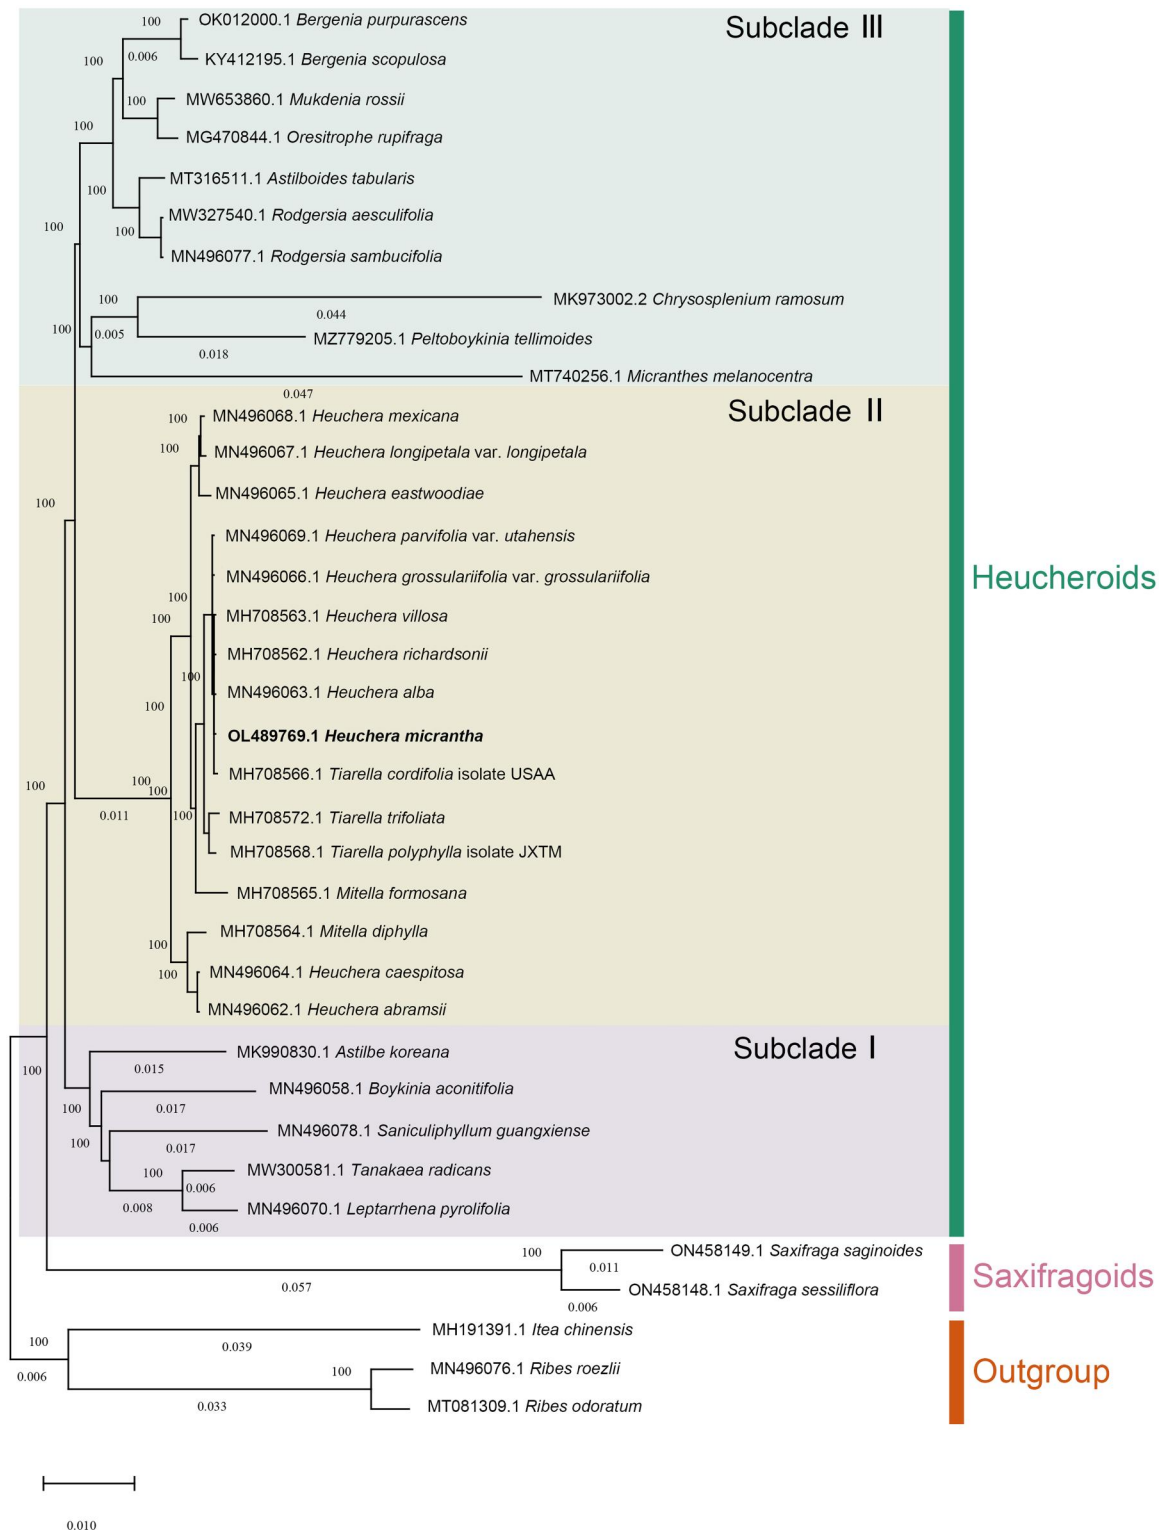 100
OK012000.1 Bergenia purpurascens
Subclade III
0.006
100
KY412195.1 Bergenia scopulosa
100
MW653860.1 Mukdenia rossii
100
MG470844.1 Oresitrophe rupifraga
MT316511.1 Astilboides tabularis
100
MW327540.1 Rodgersia aesculifolia
100
100
MN496077.1 Rodgersia sambucifolia
100
MK973002.2 Chrysosplenium ramosum
0.044
100
0.005
MZ779205.1 Peltoboykinia tellimoides
0.018
MT740256.1 Micranthes melanocentra
0.047
Subclade II
100
MN496068.1 Heuchera mexicana
100
MN496067.1 Heuchera longipetala var. longipetala
MN496065.1 Heuchera eastwoodiae
100
MN496069.1 Heuchera parvifolia var. utahensis
MN496066.1 Heuchera grossulariifolia var. grossulariifolia
Heucheroids
100
100
MH708563.1 Heuchera villosa
MH708562.1 Heuchera richardsonii
100
MN496063.1 Heuchera alba
100
OL489769.1 Heuchera micrantha
MH708566.1 Tiarella cordifolia isolate USAA
100
100
100
0.011
100
MH708572.1 Tiarella trifoliata
MH708568.1 Tiarella polyphylla isolate JXTM
MH708565.1 Mitella formosana
MH708564.1 Mitella diphylla
100
100
MN496064.1 Heuchera caespitosa
MN496062.1 Heuchera abramsii
Subclade I
MK990830.1 Astilbe koreana
100
0.015
MN496058.1 Boykinia aconitifolia
100
0.017
MN496078.1 Saniculiphyllum guangxiense
100
0.017
100
MW300581.1 Tanakaea radicans
0.006
0.008
MN496070.1 Leptarrhena pyrolifolia
0.006
100
ON458149.1 Saxifraga saginoides
0.011
0.057
Saxifragoids
ON458148.1 Saxifraga sessiliflora
0.006
MH191391.1 Itea chinensis
100
0.039
0.006
100
MN496076.1 Ribes roezlii
Outgroup
0.033
MT081309.1 Ribes odoratum
0.010